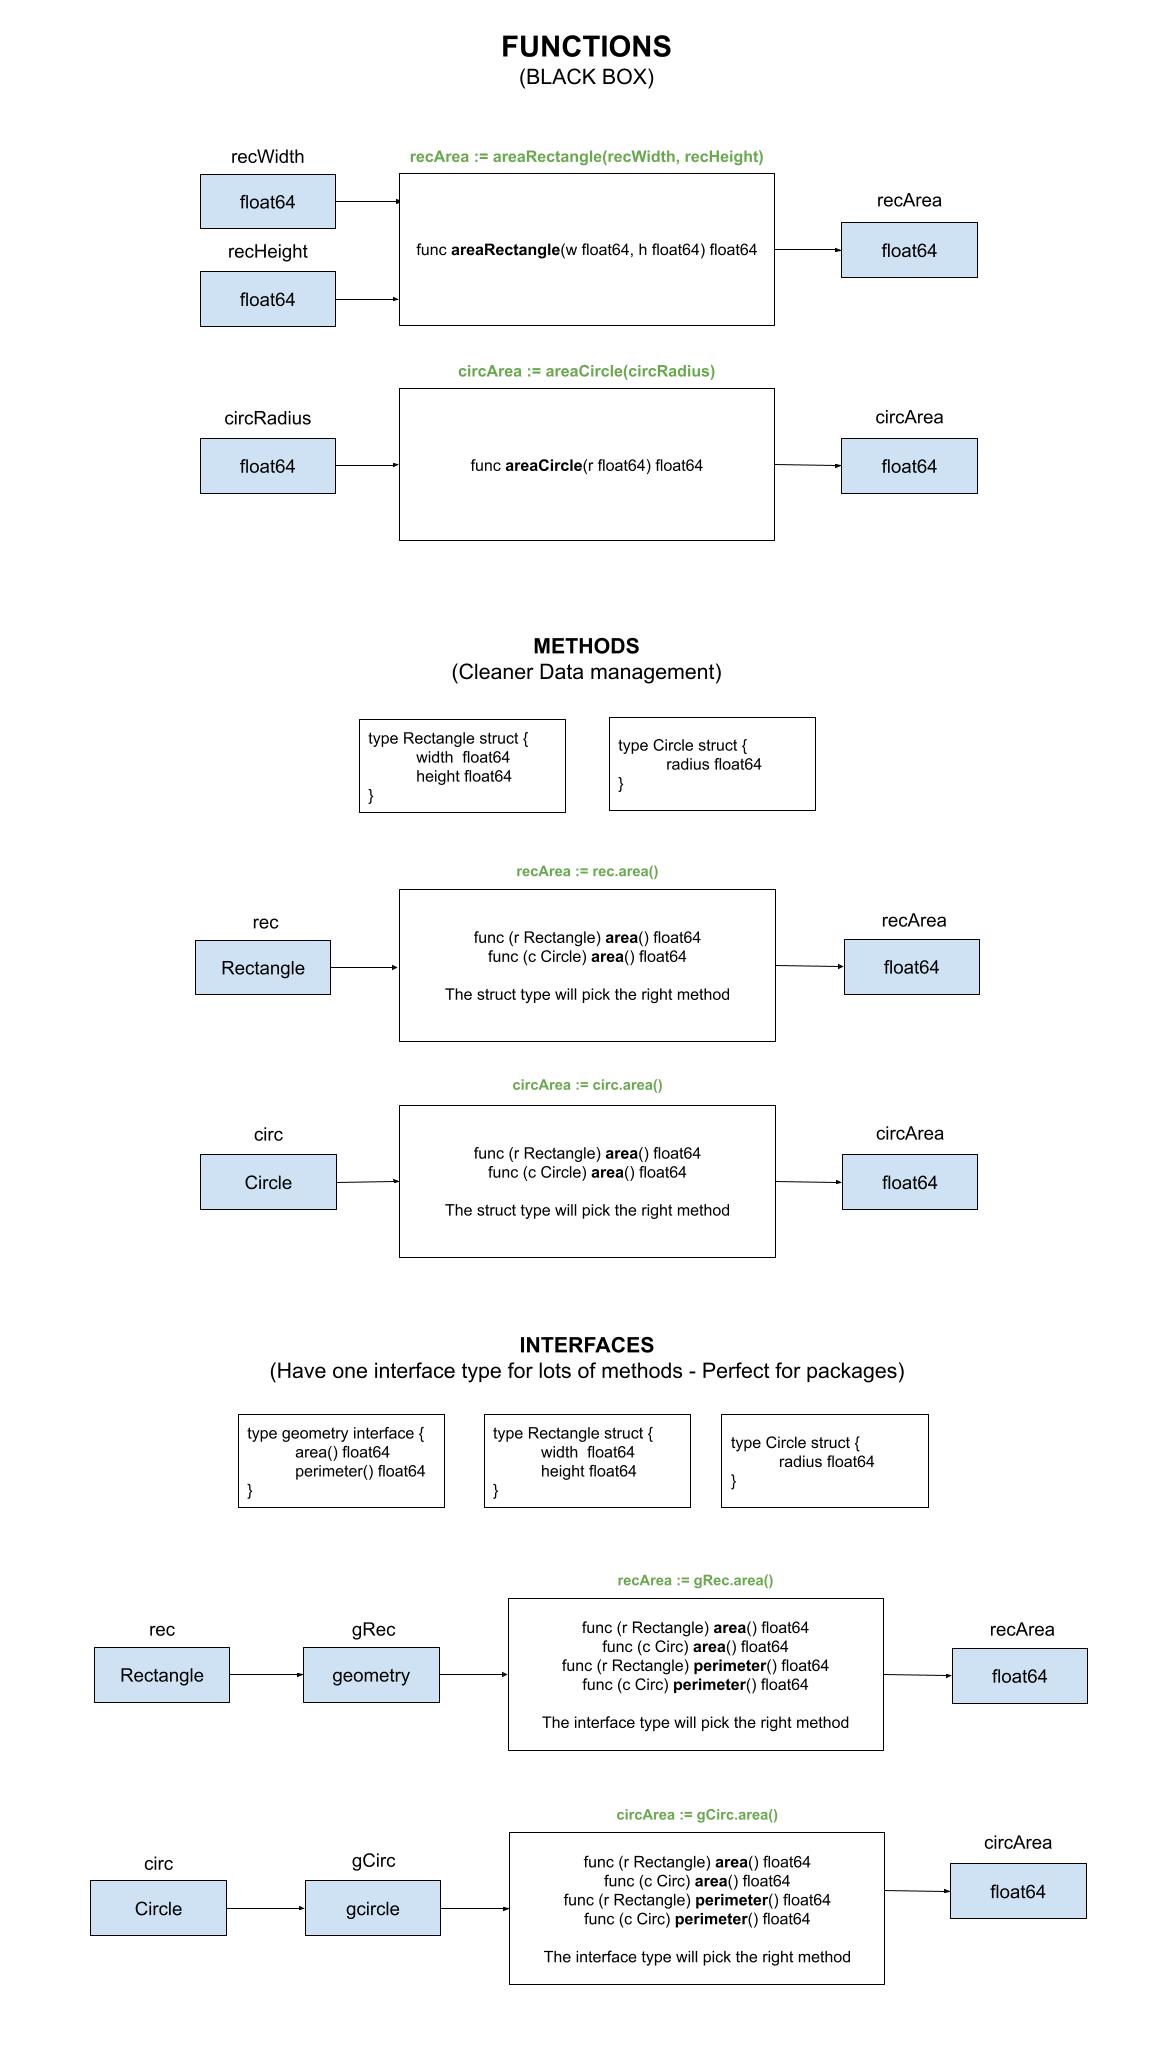 FUNCTIONS
(BLACK BOX)
recWidth
float64
recHeight
float64
recArea := areaRectangle(recWidth, recHeight)
func areaRectangle(w float64, h float64) float64
recArea
float64
circArea := areaCircle(circRadius)
circRadius
float64
func areaCircle(r float64) float64
circArea
float64
METHODS
(Cleaner Data management)
type Rectangle struct {
width  float64
height float64
}
type Circle struct {
radius float64
}
recArea := rec.area()
rec
Rectangle
func (r Rectangle) area() float64
func (c Circle) area() float64
The struct type will pick the right method
recArea
float64
circArea := circ.area()
circ
Circle
func (r Rectangle) area() float64
func (c Circle) area() float64
The struct type will pick the right method
circArea
float64
INTERFACES
(Have one interface type for lots of methods - Perfect for packages)
type geometry interface {
area() float64
perimeter() float64
}
type Rectangle struct {
width  float64
height float64
}
type Circle struct {
radius float64
}
recArea := gRec.area()
rec
Rectangle
gRec
geometry
func (r Rectangle) area() float64
func (c Circ) area() float64
func (r Rectangle) perimeter() float64
func (c Circ) perimeter() float64
The interface type will pick the right method
recArea
float64
circArea := gCirc.area()
circ
Circle
gCirc
gcircle
func (r Rectangle) area() float64
func (c Circ) area() float64
func (r Rectangle) perimeter() float64
func (c Circ) perimeter() float64
The interface type will pick the right method
circArea
float64